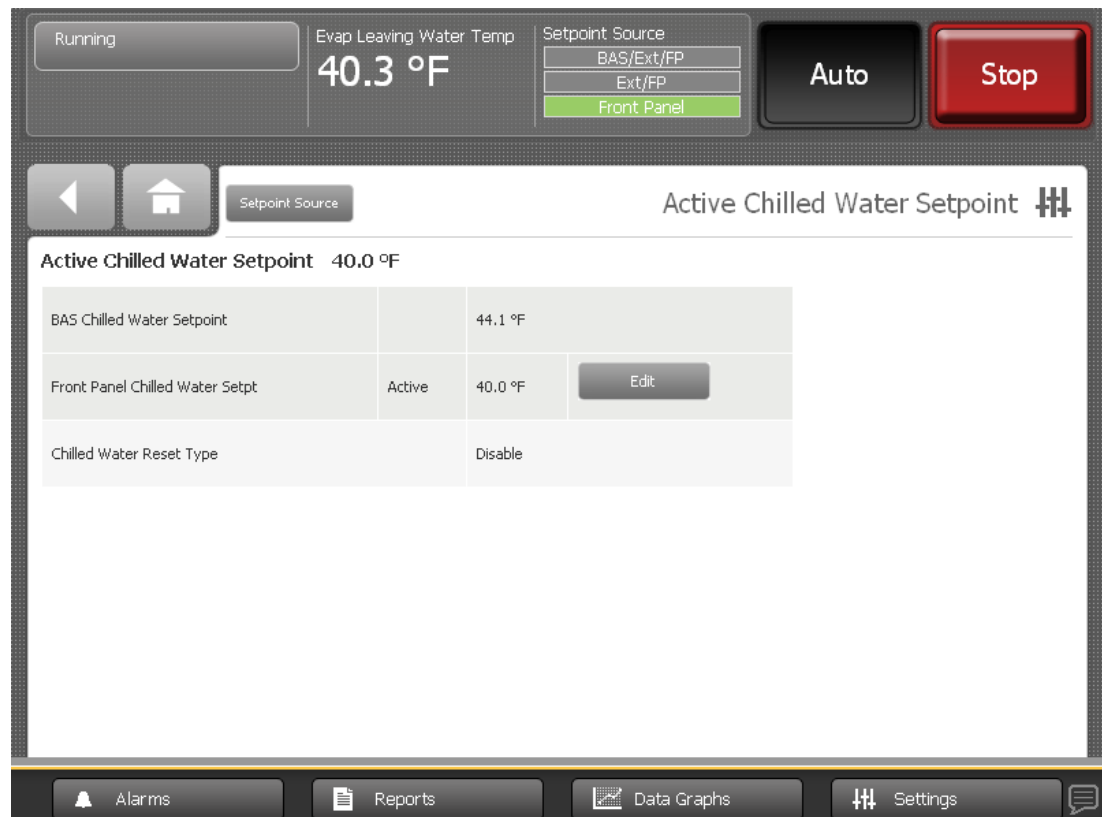 Running
Evap Leaving Water Temp
40.3 °F
Setpoint Source
BAS/Ext/FP
Ext/FP
Front Panel
Auto
Stop
Setpoint Source
Active Chilled Water Setpoint
Active Chilled Water Setpoint 40.0 °F
BAS Chilled Water Setpoint 44.1 °F
Front Panel Chilled Water Setpt Active 40.0 °F Edit
Chilled Water Reset Type Disable
Alarms
Reports
Data Graphs
Settings